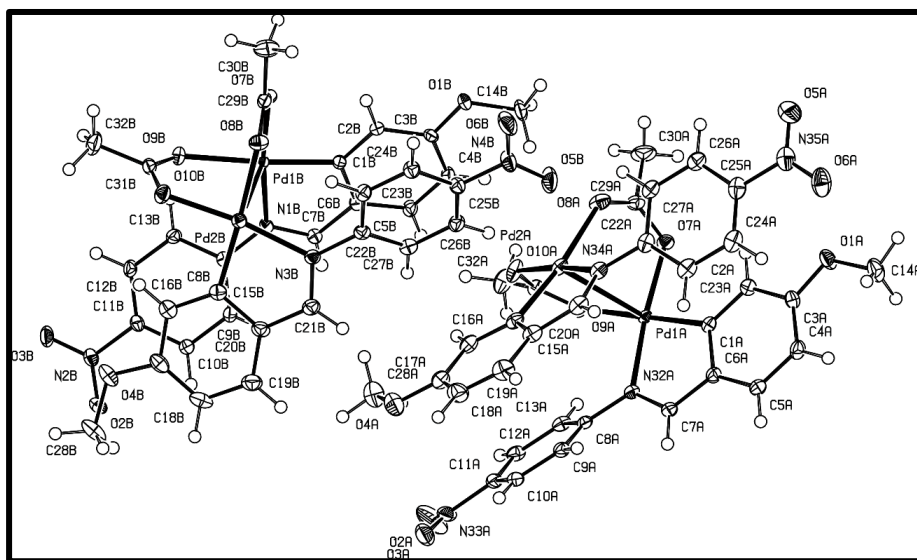 C30B
O7B
C29B
O8B
C32B
O9B
O10B
C31B
C13B
Pd1B
N1B
C2B
C24B
C1B
C3B
O1B
C14B
O6B
N4B
C4B
O5B
C6B
C7B
C23B
C25B
C5B
C22B
C26B
C27B
Pd2B
C8B
C16B
C15B
N3B
C12B
C11B
C21B
O3B
C9B
C20B
C10B
N2B
O4B
C19B
C18B
O2B
C28B
O5A
C30A
C26A
C25A
N35A
O6A
C29A
O8A
C22A
C27A
O7A
C24A
Pd2A
O10A
N34A
C2A
O1A
C14A
C32A
C23A
C3A
C4A
O9A
Pd1A
C16A
C20A
C15A
C1A
C6A
C17A
C28A
C19A
C18A
C13A
N32A
C5A
O4A
C7A
C12A
C8A
C11A
C9A
C10A
O2A
O3A
N33A